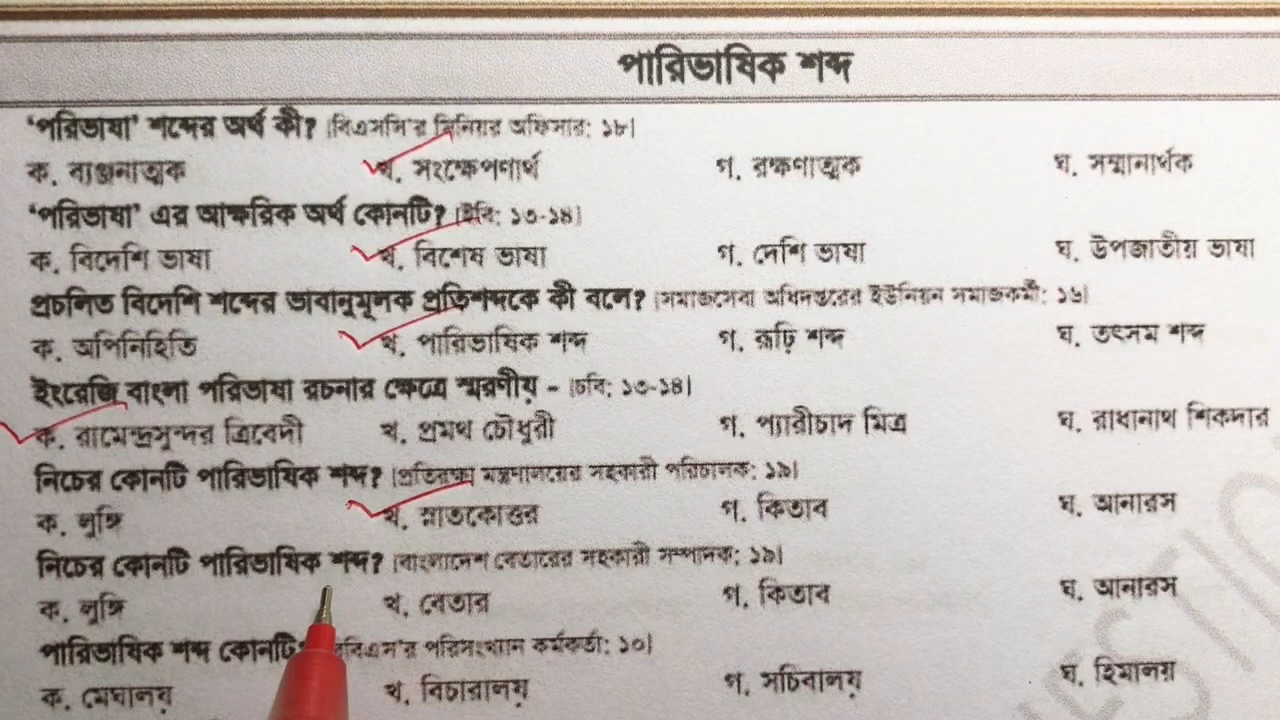 পারিভাষিক শব্দ
'পরিভাষা' শব্দের অর্থ কী? [বিএসসি'র সিনিয়র অফিসার: ১৮]
ক. ব্যঞ্জনাত্মক খ. সংক্ষেপণার্থ গ. রক্ষণাত্মক ঘ. সম্মানার্থক
'পরিভাষা' এর আক্ষরিক অর্থ কোনটি? [ইবি: ১৩-১৪]
ক. বিদেশি ভাষা খ. বিশেষ ভাষা গ. দেশি ভাষা ঘ. উপজাতীয় ভাষা
প্রচলিত বিদেশি শব্দের ভাবানুমূলক প্রতিশব্দকে কী বলে? [সমাজসেবা অধিদপ্তরের ইউনিয়ন সমাজকর্মী: ১৬]
ক. অপিনিহিতি খ. পারিভাষিক শব্দ গ. রূঢ়ি শব্দ ঘ. তৎসম শব্দ
ইংরেজি বাংলা পরিভাষা রচনার ক্ষেত্রে স্মরণীয় - [চবি: ১৩-১৪]
ক. রামেন্দ্রসুন্দর ত্রিবেদী খ. প্রমথ চৌধুরী গ. প্যারীচাদ মিত্র ঘ. রাধানাথ শিকদার
নিচের কোনটি পারিভাষিক শব্দ? [প্রতিরক্ষা মন্ত্রণালয়ের সহকারী পরিচালক: ১৯]
ক. লুঙ্গি খ. স্নাতকোত্তর গ. কিতাব ঘ. আনারস
নিচের কোনটি পারিভাষিক শব্দ? [বাংলাদেশ বেতারের সহকারী সম্পাদক: ১৯]
ক. লুঙ্গি খ. বেতার গ. কিতাব ঘ. আনারস
পারিভাষিক শব্দ কোনটি? পরিসংখ্যান কর্মকর্তা: ১০]
ক. মেঘালয় খ. বিচারালয় গ. সচিবালয় ঘ. হিমালয়